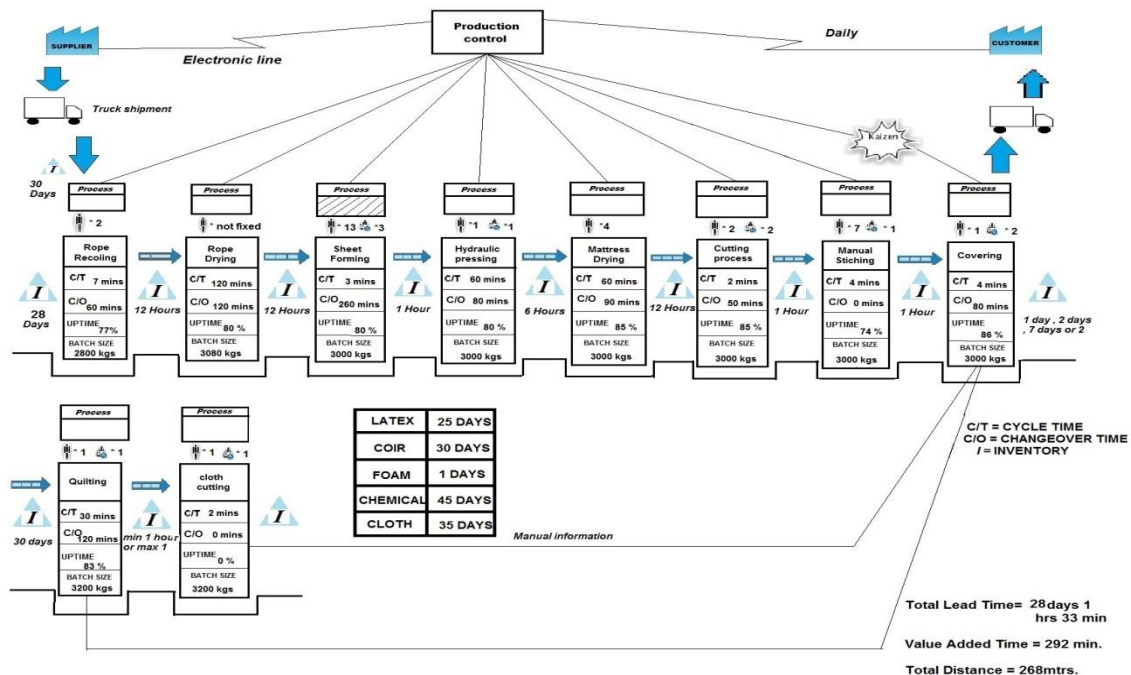 Production
control
SUPPLIER
Electronic line
Daily
CUSTOMER
Truck shipment
Kaizen
I
30
Days
Process
* 2
Rope
Recoiing
C/T 7 mins
C/O 60 mins
UPTIME
77%
BATCH SIZE
2800 kgs
I
28
Days
Process
* not fixed
Rope
Drying
C/T 120 mins
C/O 120 mins
UPTIME
80 %
BATCH SIZE
3080 kgs
I
12 Hours
Process
* 13 *3
Sheet
Forming
C/T 3 mins
C/O 260 mins
UPTIME
80 %
BATCH SIZE
3000 kgs
I
12 Hours
Process
*1 *1
Hydraulic
pressing
C/T 60 mins
C/O 80 mins
UPTIME
80 %
BATCH SIZE
3000 kgs
I
1 Hour
Process
*4
Mattress
Drying
C/T 60 mins
C/O 90 mins
UPTIME
85 %
BATCH SIZE
3000 kgs
I
6 Hours
Process
* 2 * 2
Cutting
process
C/T 2 mins
C/O 50 mins
UPTIME
85 %
BATCH SIZE
3000 kgs
I
12 Hours
Process
* 7 * 1
Manual
Stiching
C/T 4 mins
C/O 0 mins
UPTIME
74 %
BATCH SIZE
3000 kgs
I
1 Hour
Process
* 1 * 2
Covering
C/T 4 mins
C/O
80 mins
UPTIME
86 %
BATCH SIZE
3000 kgs
I
1 Hour
I
1 day , 2 days
, 7 days or 2
Process
* 1 * 1
Quilting
C/T 30 mins
C/O 120 mins
UPTIME
83 %
BATCH SIZE
3200 kgs
I
30 days
Process
* 1 * 1
cloth
cutting
C/T 2 mins
C/O 0 mins
UPTIME
0 %
BATCH SIZE
3200 kgs
I
min 1 hour
or max 1
I
LATEX 25 DAYS
COIR 30 DAYS
FOAM 1 DAYS
CHEMICAL 45 DAYS
CLOTH 35 DAYS
Manual information
C/T = CYCLE TIME
C/O = CHANGEOVER TIME
I = INVENTORY
Total Lead Time= 28days 1
hrs 33 min
Value Added Time = 292 min.
Total Distance = 268mtrs.